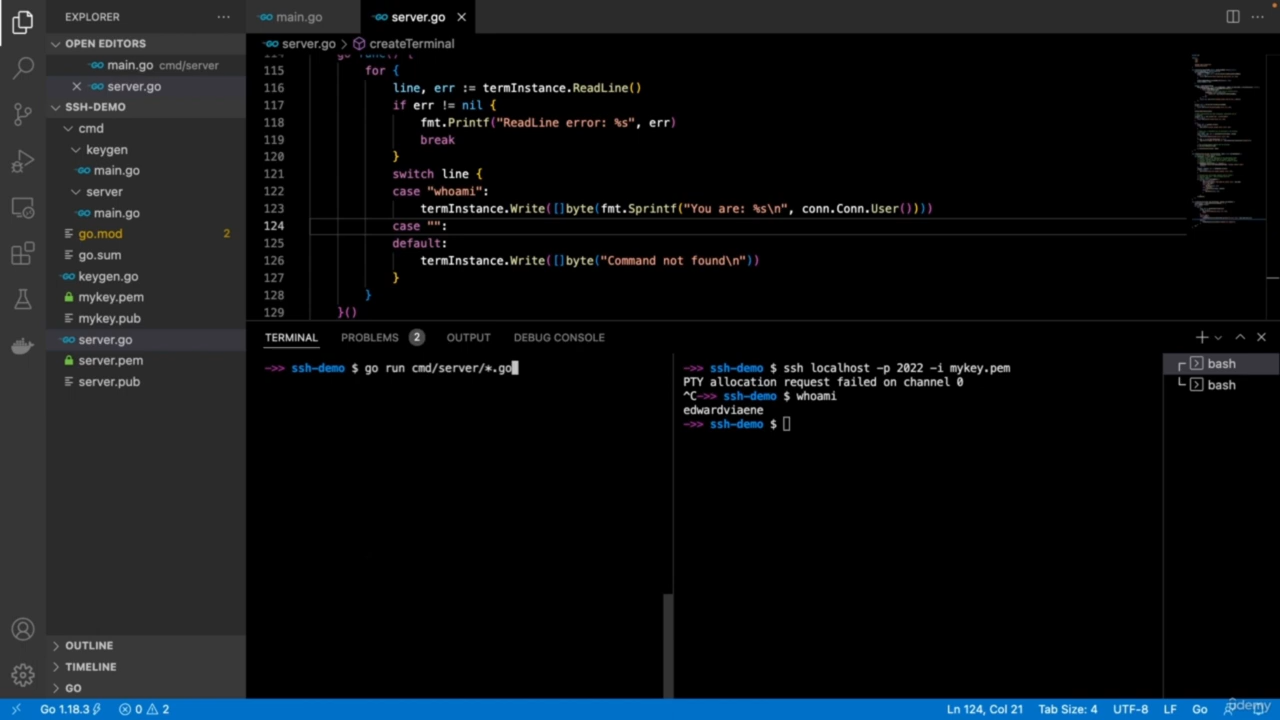 EXPLORER
OPEN EDITORS
main.go cmd/server
server.go
SSH-DEMO
cmd
keygen
main.go
server
main.go
go.mod 2
go.sum
keygen.go
mykey.pem
mykey.pub
server.go
server.pem
server.pub
OUTLINE
TIMELINE
GO
main.go
server.go
server.go > createTerminal
115 for {
116 line, err := termInstance.ReadLine()
117 if err != nil {
118 fmt.Printf("ReadLine error: %s", err)
119 break
120 }
121 switch line {
122 case "whoami":
123 termInstance.Write([]byte(fmt.Sprintf("You are: %s\n", conn.Conn.User())))
124 case "":
125 default:
126 termInstance.Write([]byte("Command not found\n"))
127 }
128 }
129 }()
TERMINAL PROBLEMS 2 OUTPUT DEBUG CONSOLE
->> ssh-demo $ go run cmd/server/*.go
->> ssh-demo $ ssh localhost -p 2022 -i mykey.pem
PTY allocation request failed on channel 0
^C->> ssh-demo $ whoami
edwardviaene
->> ssh-demo $
bash
bash
Go 1.18.3 0 2
Ln 124, Col 21 Tab Size: 4 UTF-8 LF Go
udemy